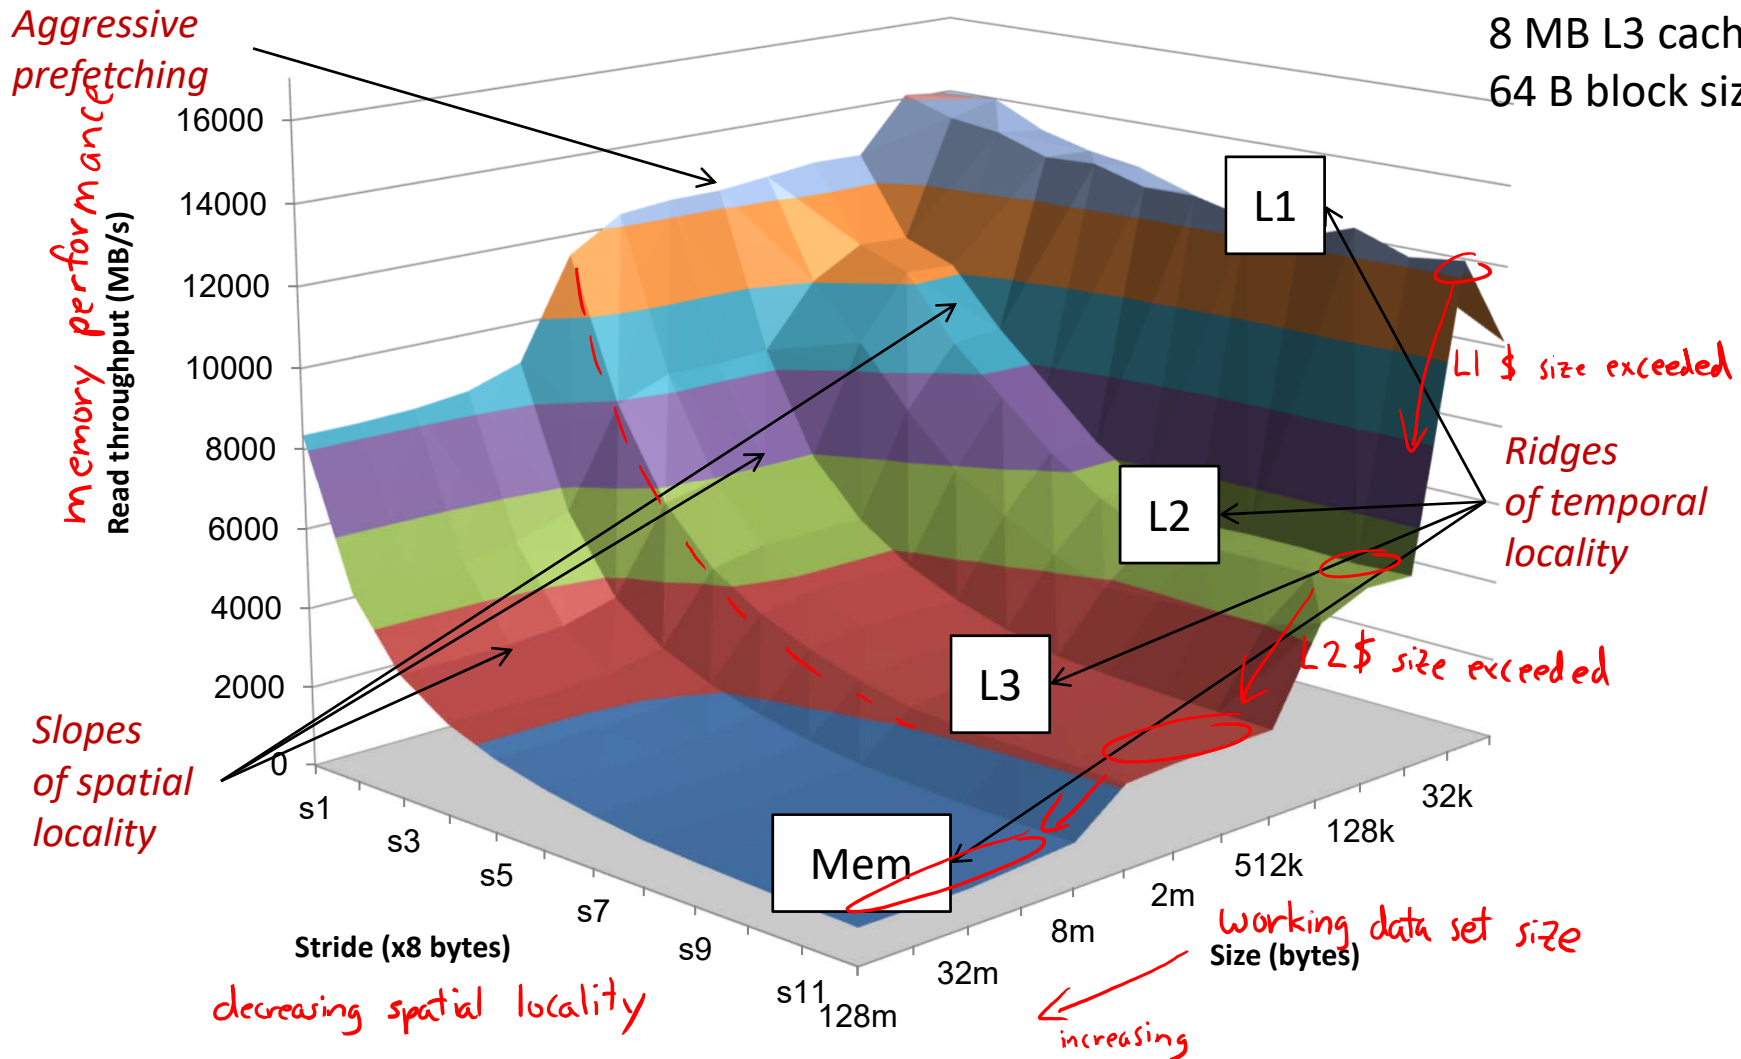 Aggressive
prefetching
8 MB L3 cach
64 B block siz
memory performance
Read throughput (MB/s)
16000
14000
12000
10000
8000
6000
4000
2000
0
L1
L2
L3
Mem
L1 $ size exceeded
Ridges
of temporal
locality
L2 $ size exceeded
Slopes
of spatial
locality
s1
s3
s5
s7
s9
s11
Stride (x8 bytes)
decreasing spatial locality
128m
32m
8m
2m
512k
128k
32k
working data set size
Size (bytes)
increasing